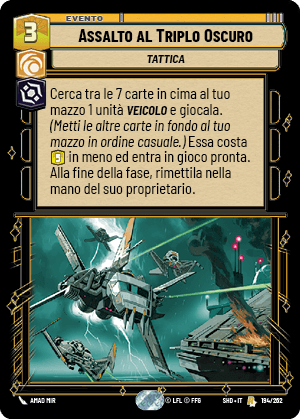 3
EVENTO
Assalto al Triplo Oscuro
TATTICA
Cerca tra le 7 carte in cima al tuo
mazzo 1 unità VEICOLO e giocala.
(Metti le altre carte in fondo al tuo
mazzo in ordine casuale.) Essa costa
5 in meno ed entra in gioco pronta.
Alla fine della fase, rimettila nella
mano del suo proprietario.
AMAD MIR
© LFL © FFG
SHD • IT
194/262